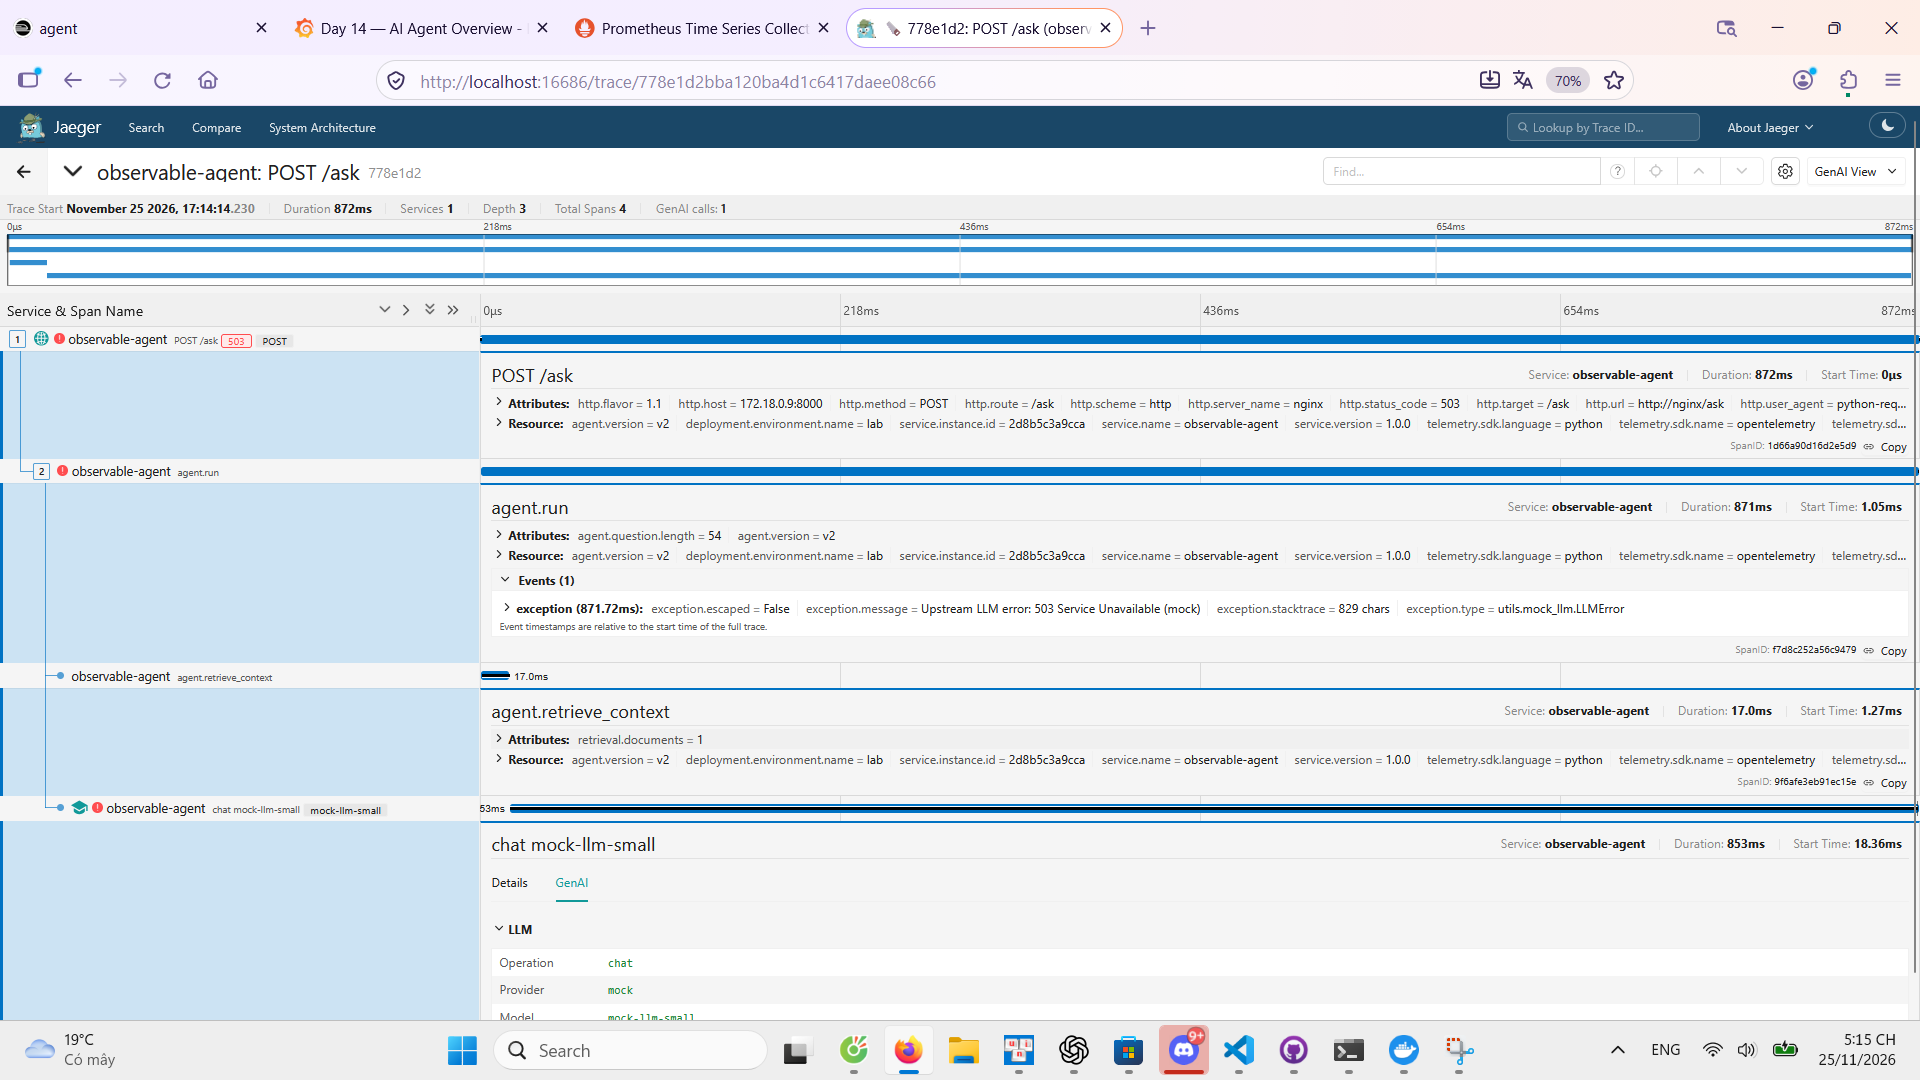 agent
Day 14 — AI Agent Overview -
Prometheus Time Series Collect
778e1d2: POST /ask (observ
http://localhost:16686/trace/778e1d2bba120ba4d1c6417daee08c66
70%
Jaeger
Search
Compare
System Architecture
Lookup by Trace ID...
About Jaeger
observable-agent: POST /ask 778e1d2
Find...
?
GenAI View
Trace Start November 25 2026, 17:14:14.230
Duration 872ms
Services 1
Depth 3
Total Spans 4
GenAI calls: 1
0μs
218ms
436ms
654ms
872ms
Service & Span Name
0μs
218ms
436ms
654ms
872ms
1 observable-agent POST /ask 503 POST
POST /ask
Service: observable-agent Duration: 872ms Start Time: 0μs
Attributes: http.flavor = 1.1 http.host = 172.18.0.9:8000 http.method = POST http.route = /ask http.scheme = http http.server_name = nginx http.status_code = 503 http.target = /ask http.url = http://nginx/ask http.user_agent = python-req...
Resource: agent.version = v2 deployment.environment.name = lab service.instance.id = 2d8b5c3a9cca service.name = observable-agent service.version = 1.0.0 telemetry.sdk.language = python telemetry.sdk.name = opentelemetry telemetry.sd...
SpanID: 1d66a90d16d2e5d9 Copy
2 observable-agent agent.run
agent.run
Service: observable-agent Duration: 871ms Start Time: 1.05ms
Attributes: agent.question.length = 54 agent.version = v2
Resource: agent.version = v2 deployment.environment.name = lab service.instance.id = 2d8b5c3a9cca service.name = observable-agent service.version = 1.0.0 telemetry.sdk.language = python telemetry.sdk.name = opentelemetry telemetry.sd...
Events (1)
exception (871.72ms): exception.escaped = False exception.message = Upstream LLM error: 503 Service Unavailable (mock) exception.stacktrace = 829 chars exception.type = utils.mock_llm.LLMError
Event timestamps are relative to the start time of the full trace.
SpanID: f7d8c252a56c9479 Copy
observable-agent agent.retrieve_context
17.0ms
agent.retrieve_context
Service: observable-agent Duration: 17.0ms Start Time: 1.27ms
Attributes: retrieval.documents = 1
Resource: agent.version = v2 deployment.environment.name = lab service.instance.id = 2d8b5c3a9cca service.name = observable-agent service.version = 1.0.0 telemetry.sdk.language = python telemetry.sdk.name = opentelemetry telemetry.sd...
SpanID: 9f6afe3eb91ec15e Copy
observable-agent chat mock-llm-small mock-llm-small
53ms
chat mock-llm-small
Service: observable-agent Duration: 853ms Start Time: 18.36ms
Details
GenAI
LLM
Operation chat
Provider mock
Model mock-llm-small
19°C
Có mây
Search
9+
ENG
5:15 CH
25/11/2026